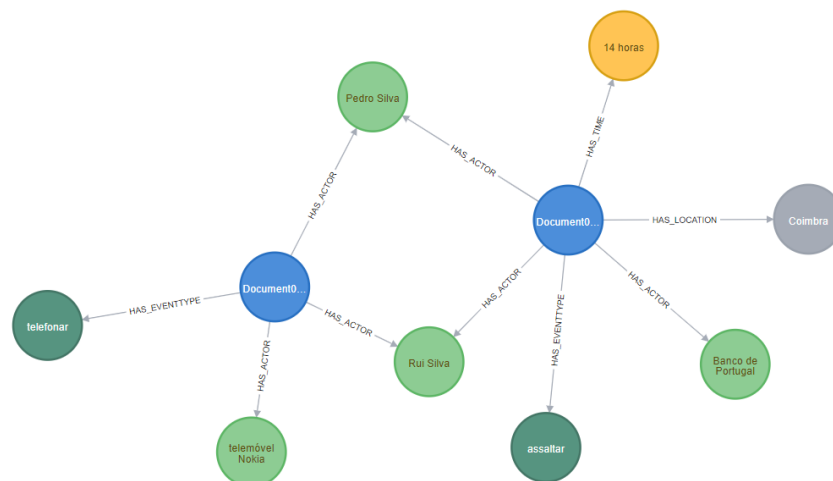 14 horas
Pedro Silva
HAS_TIME
HAS_ACTOR
HAS_ACTOR
Document0...
HAS_LOCATION
Coimbra
Document0...
HAS_EVENTTYPE
telefonar
HAS_ACTOR
HAS_ACTOR
HAS_ACTOR
HAS_ACTOR
HAS_EVENTTYPE
Rui Silva
Banco de
Portugal
telemóvel
Nokia
assaltar